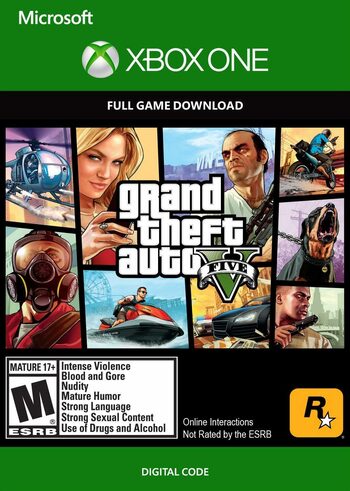 Microsoft
XBOX ONE
FULL GAME DOWNLOAD
grand
theft
auto
V
FIVE
MATURE 17+
M
ESRB
Intense Violence
Blood and Gore
Nudity
Mature Humor
Strong Language
Strong Sexual Content
Use of Drugs and Alcohol
Online Interactions
Not Rated by the ESRB
R
DIGITAL CODE